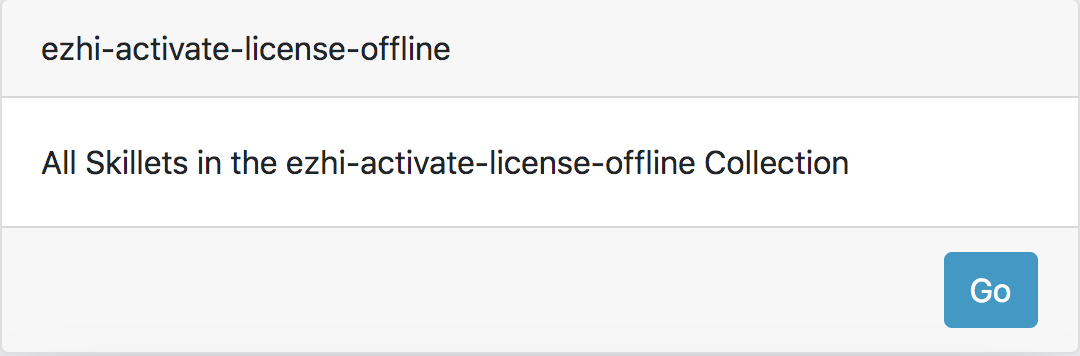 ezhi-activate-license-offline
All Skillets in the ezhi-activate-license-offline Collection
Go